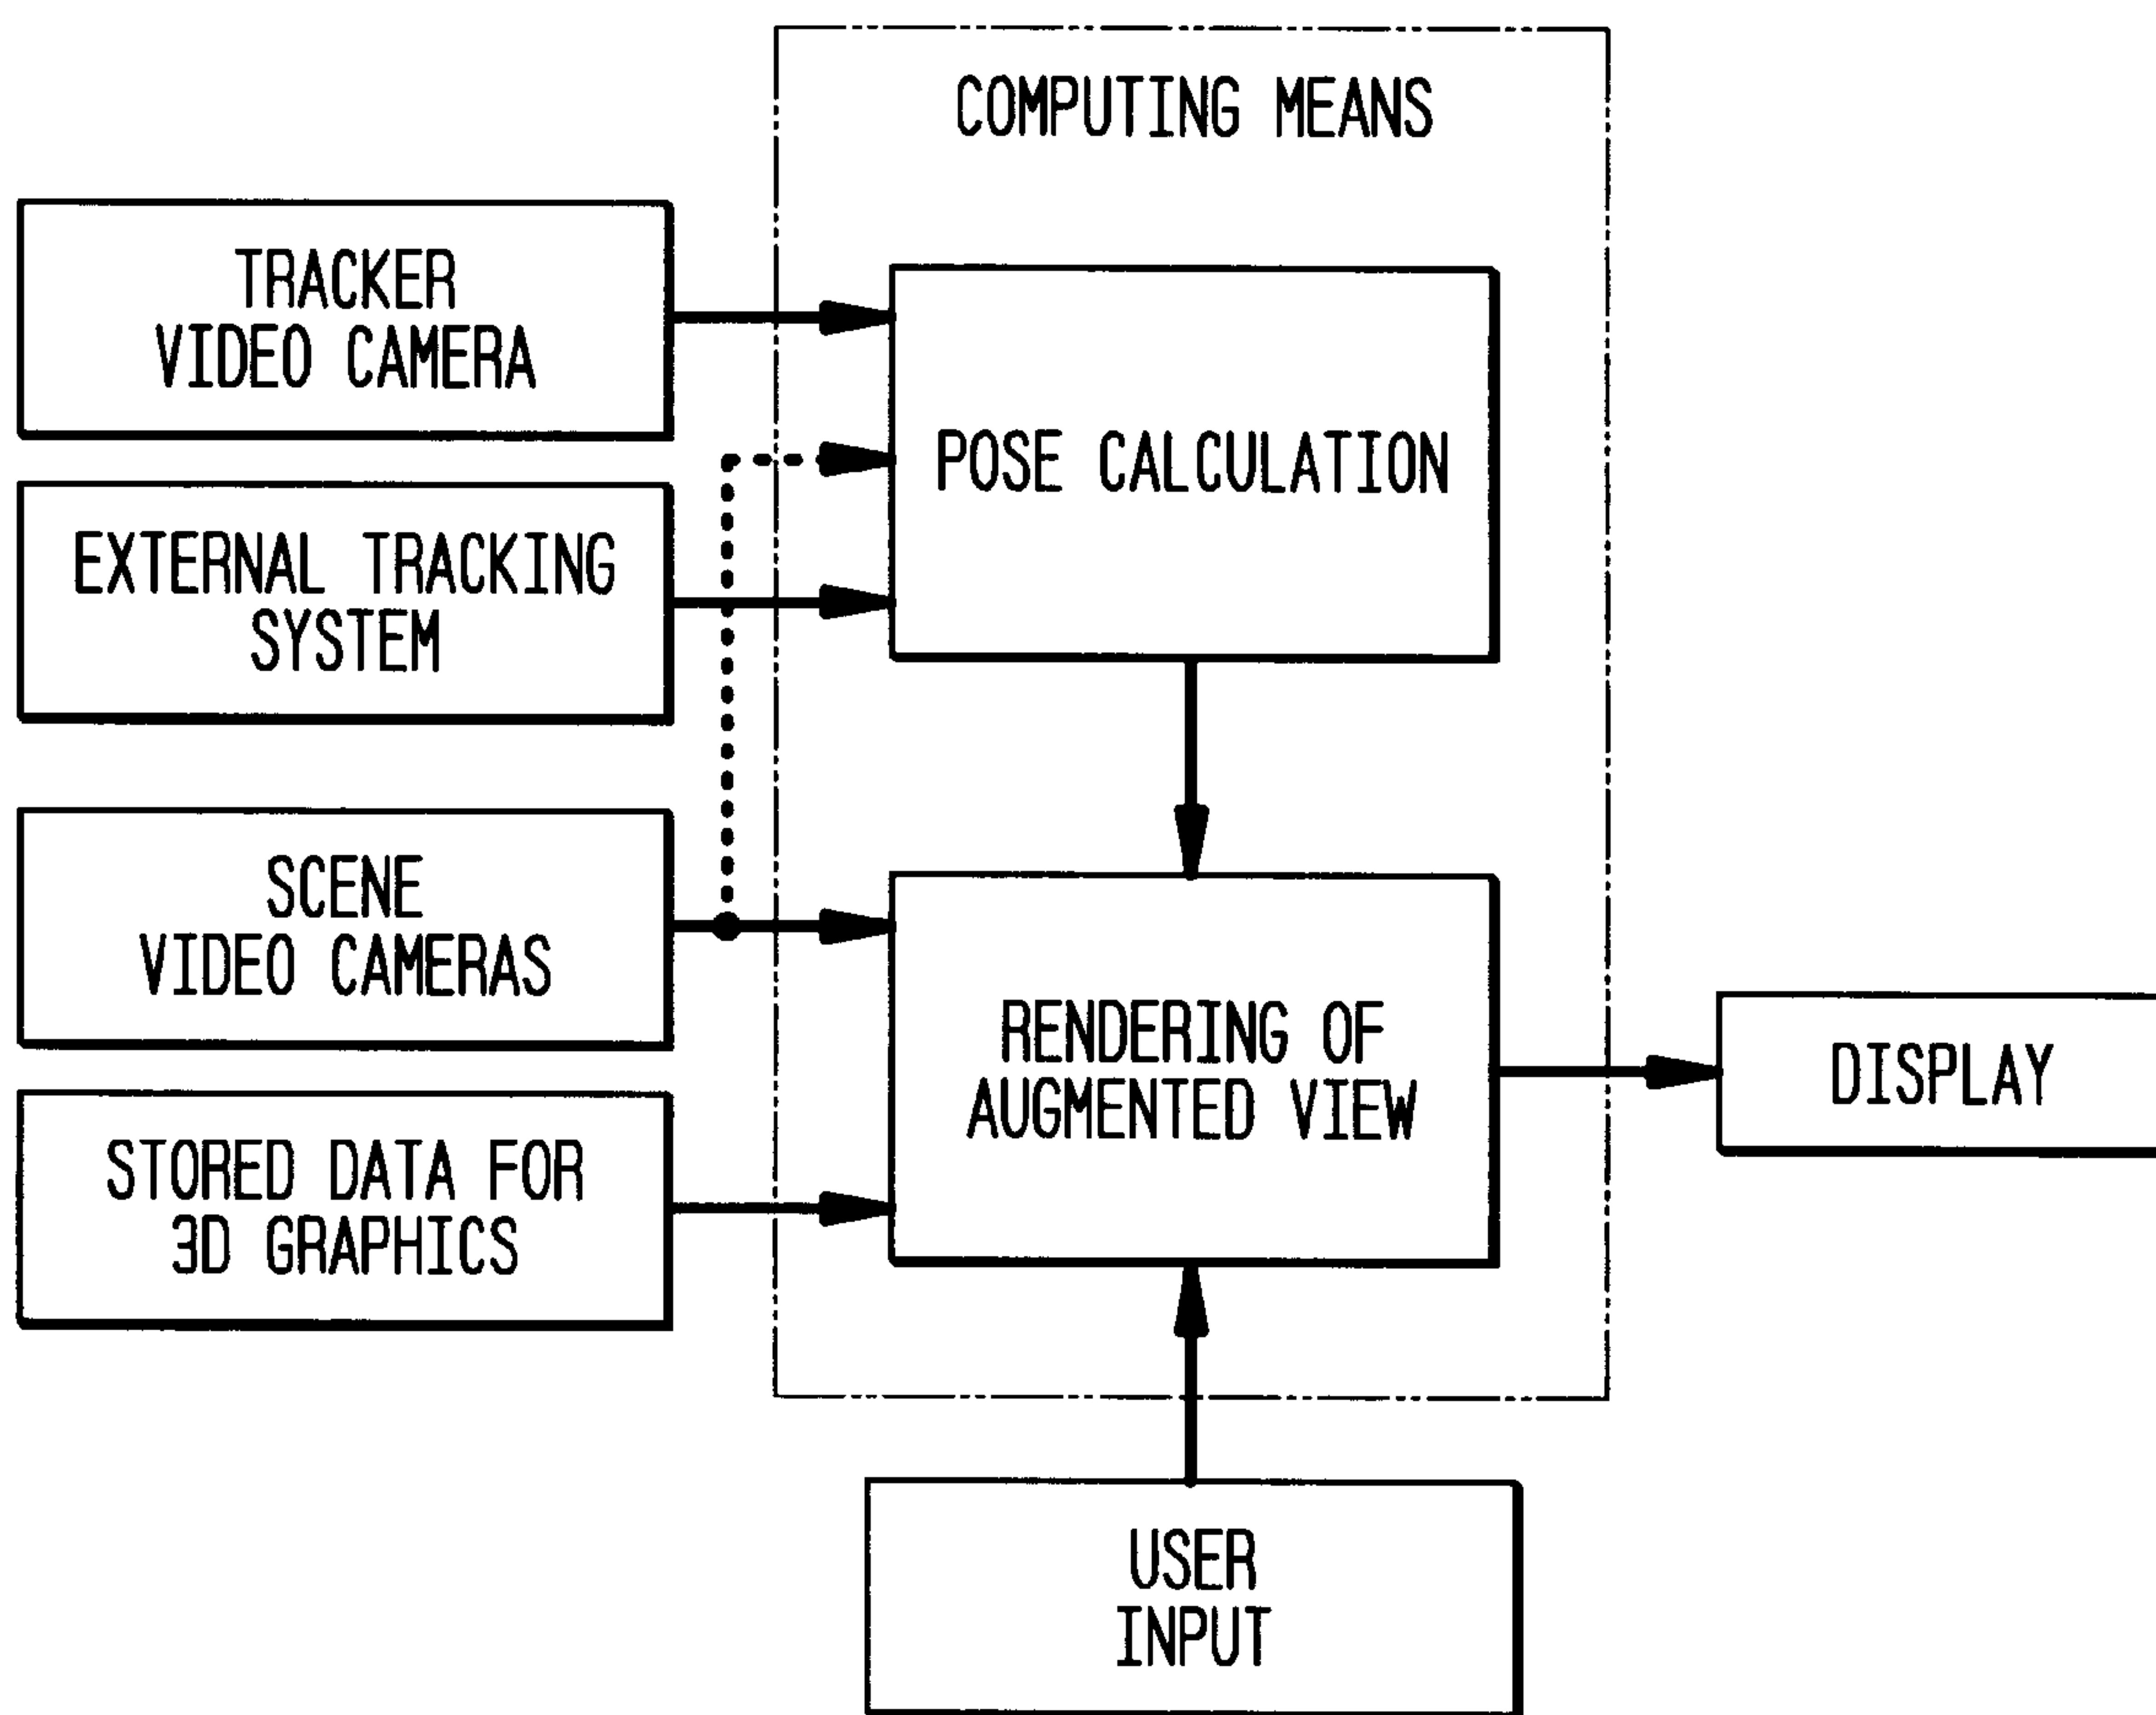 COMPUTING MEANS
TRACKER
VIDEO CAMERA
POSE CALCULATION
EXTERNAL TRACKING
SYSTEM
SCENE
VIDEO CAMERAS
RENDERING OF
AUGMENTED VIEW
DISPLAY
STORED DATA FOR
3D GRAPHICS
USER
INPUT